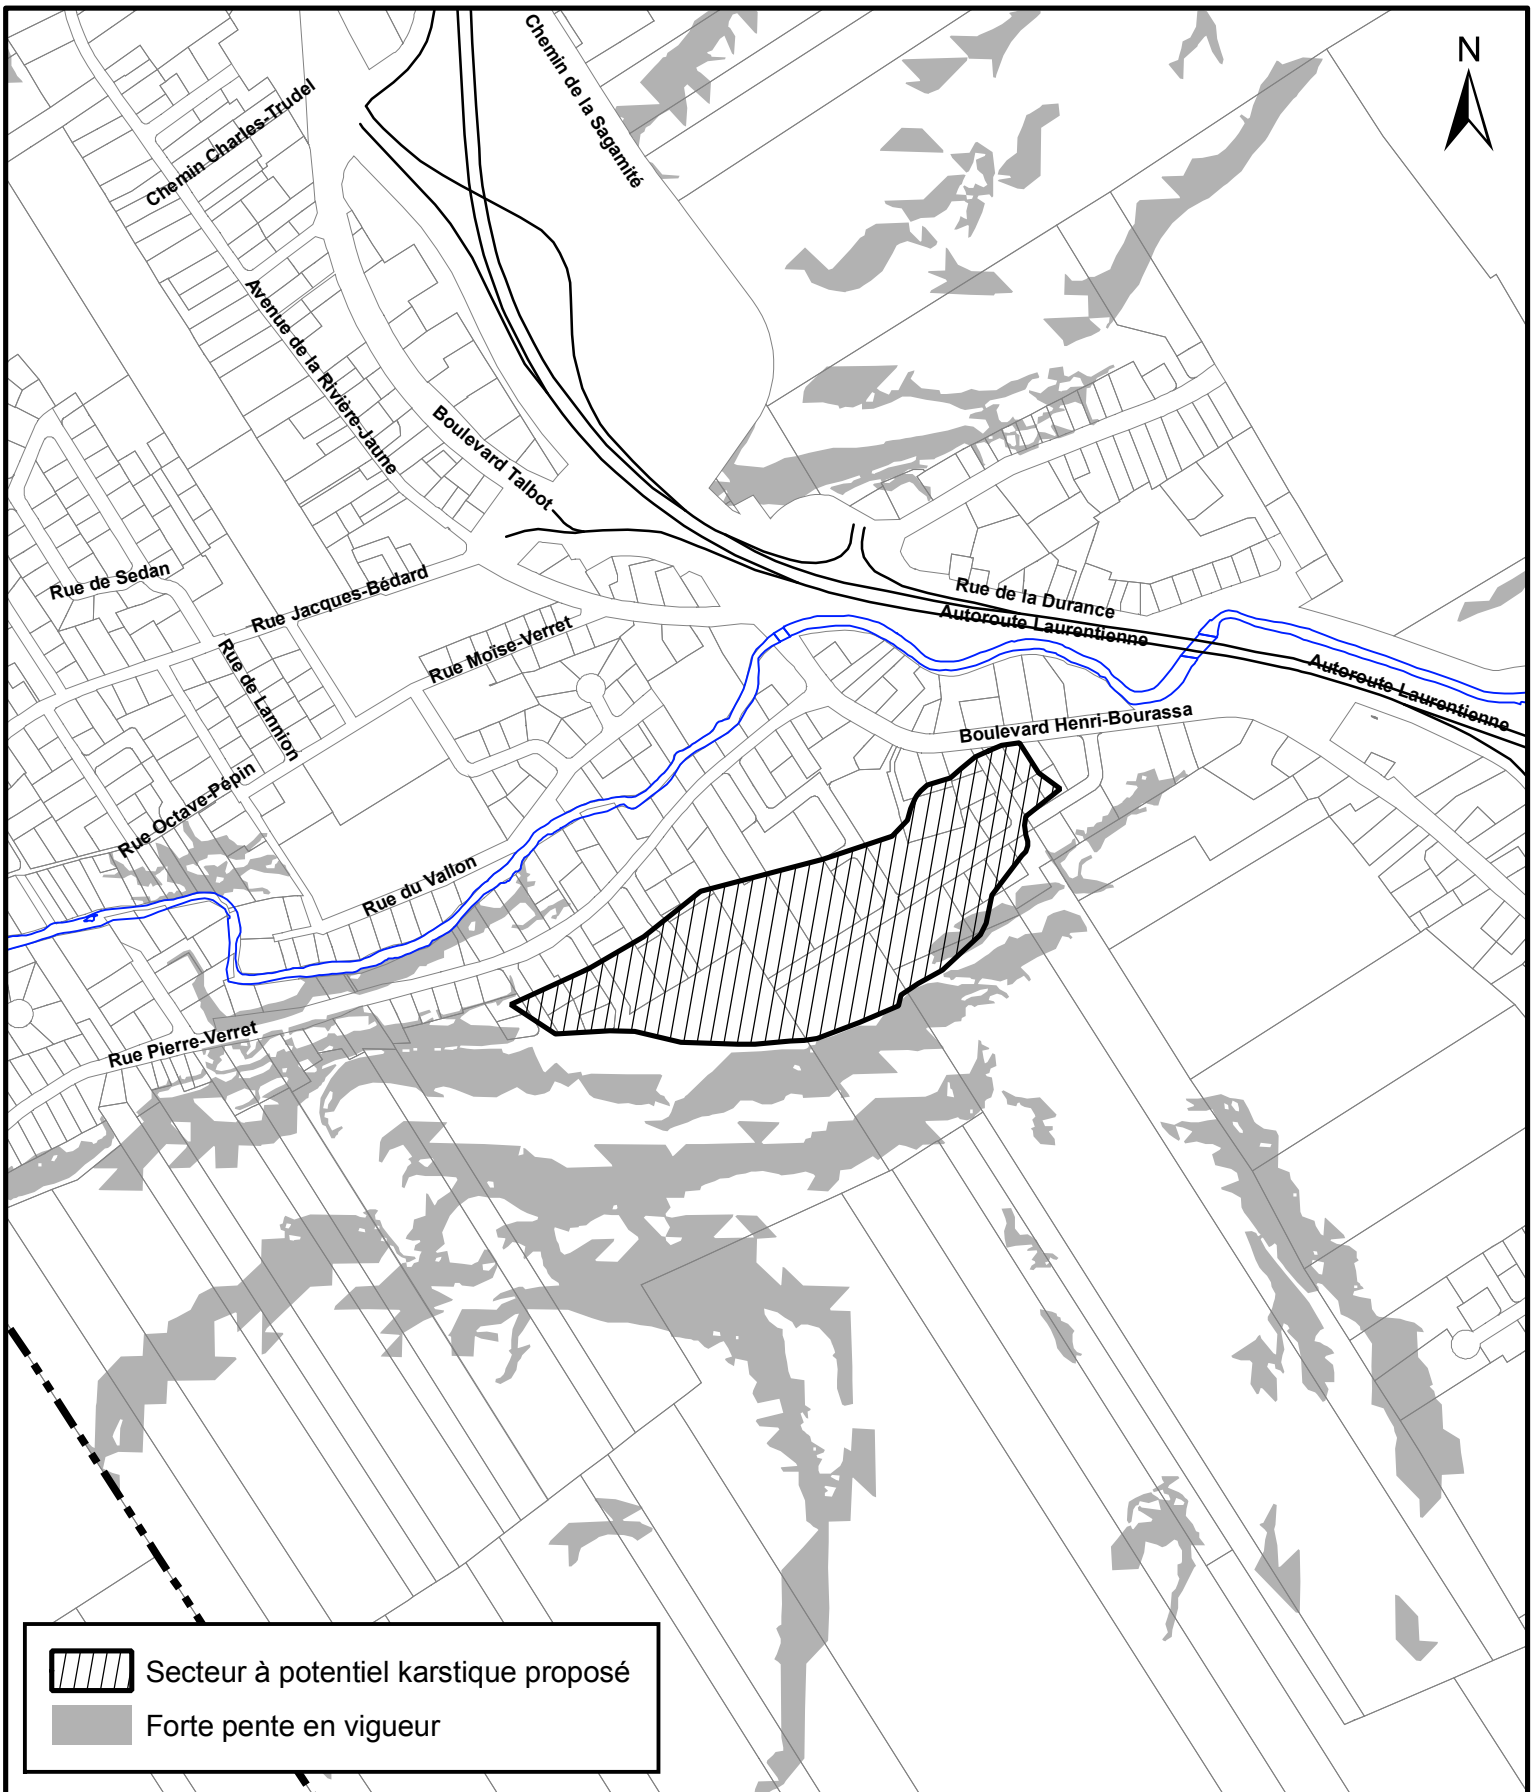 N
Chemin de la Sagamité
Chemin Charles-Trudel
Avenue de la Rivière-Jaune
Boulevard Talbot
Rue de Sedan
Rue Jacques-Bédard
Rue de la Durance
Autoroute Laurentienne
Rue Moïse-Verret
Rue de Lannion
Autoroute Laurentienne
Boulevard Henri-Bourassa
Rue Octave-Pépin
Rue du Vallon
Rue Pierre-Verret
Secteur à potentiel karstique proposé
Forte pente en vigueur